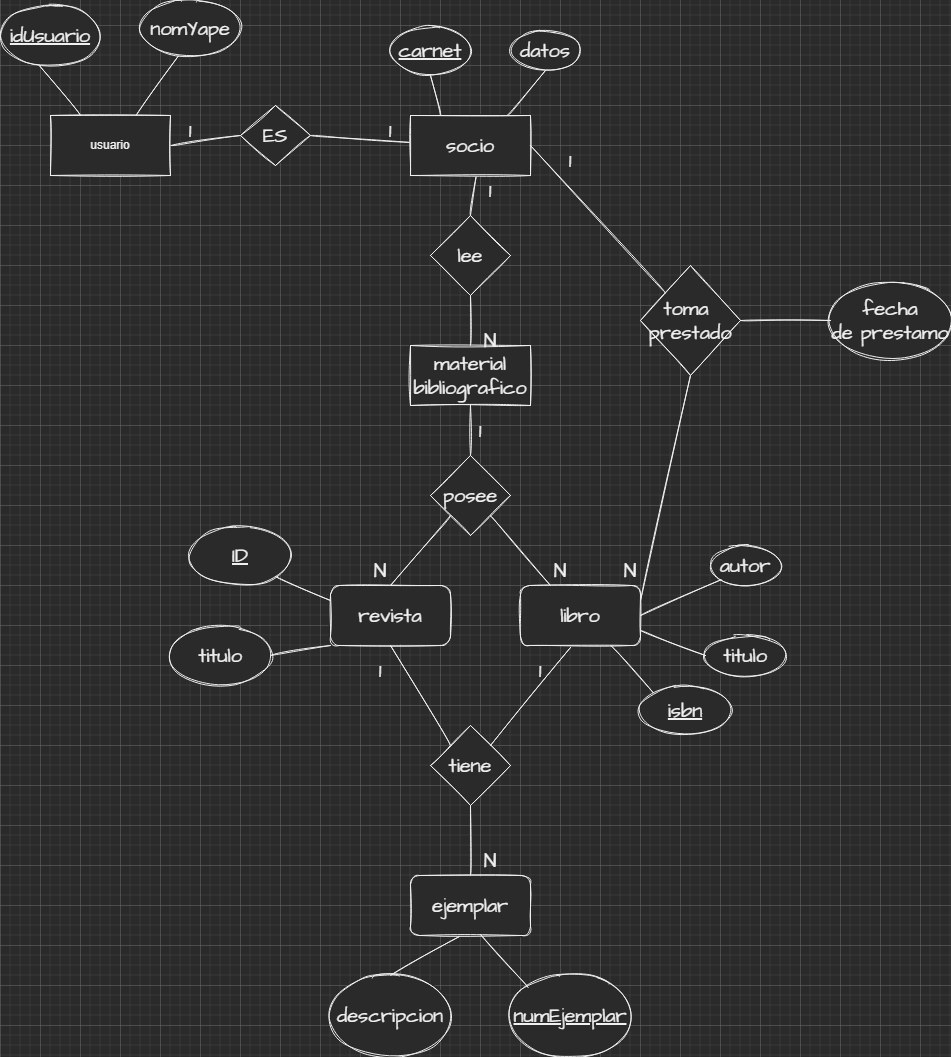 idUsuario
nomYape
carnet
datos
usuario
1
ES
1
socio
1
1
lee
toma
prestado
fecha
de prestamo
N
material
bibliografico
1
posee
ID
N
N
N
autor
revista
libro
titulo
titulo
1
1
isbn
tiene
N
ejemplar
descripcion
numEjemplar